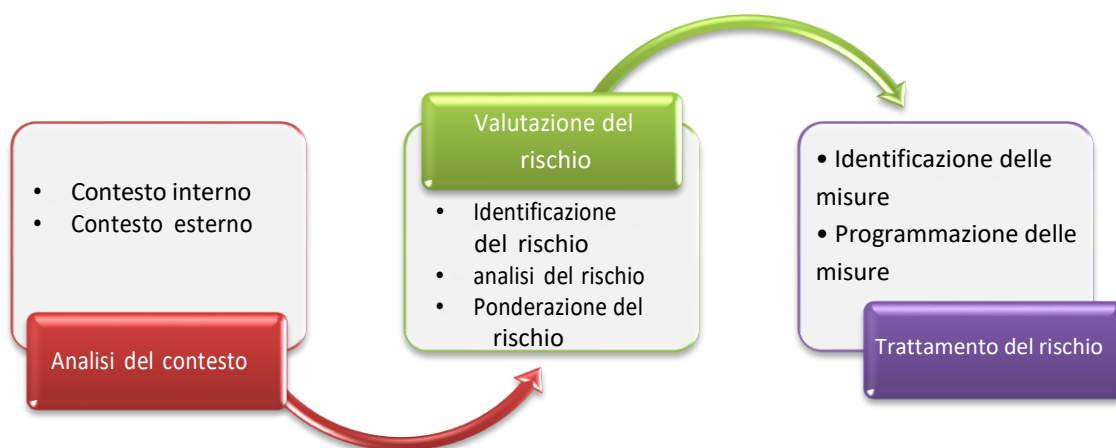 • Contesto interno
• Contesto esterno
Analisi del contesto
Valutazione del
rischio
• Identificazione
del rischio
• analisi del rischio
• Ponderazione del
rischio
• Identificazione delle
misure
• Programmazione delle
misure
Trattamento del rischio